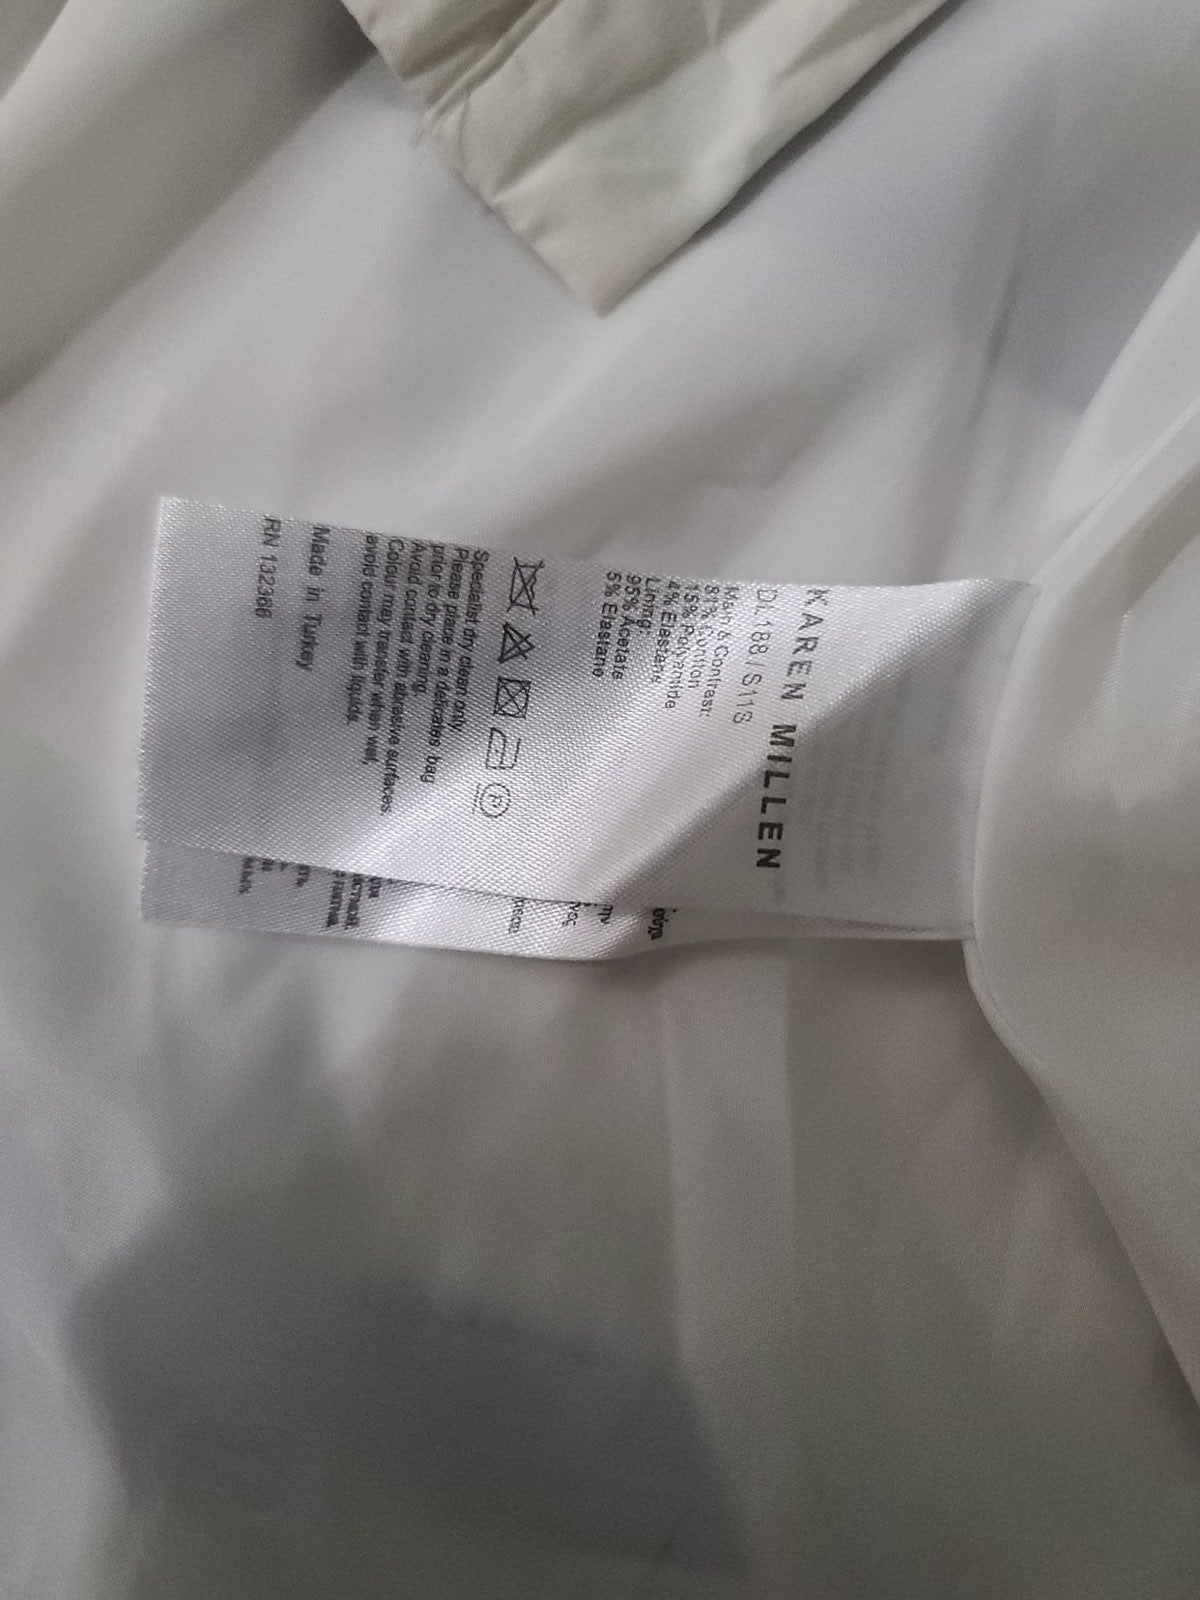 KAREN MILLEN
DL188/S11S
Main & Contrast:
81% Cotton
15% Polyamide
4% Elastane
Lining:
95% Acetate
5% Elastane
P
Specialist dry clean only.
Please place in a delicates bag
prior to dry cleaning.
Avoid contact with abrasive surfaces.
Colour may transfer when wet,
avoid contact with liquids.
Made in Turkey
RN 132366